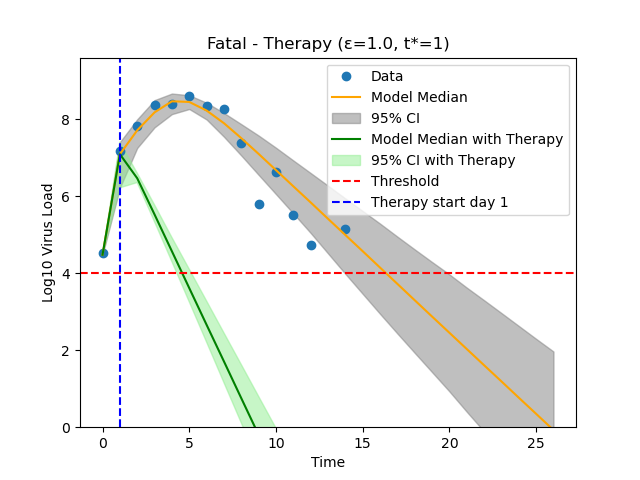 Fatal - Therapy (ε=1.0, t*=1)
Data
Model Median
95% CI
Model Median with Therapy
95% CI with Therapy
Threshold
Therapy start day 1
Log10 Virus Load
8
6
4
2
0
0 5 10 15 20 25
Time